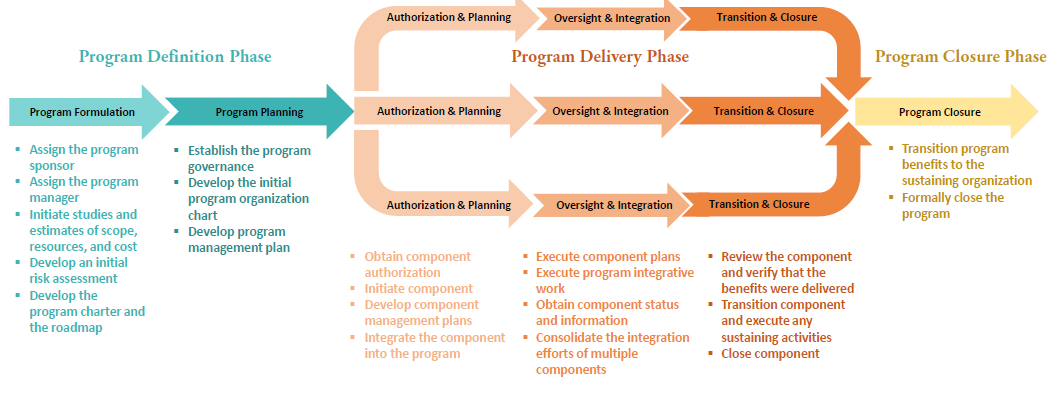 Authorization & Planning
Oversight & Integration
Transition & Closure
Program Definition Phase
Program Delivery Phase
Program Closure Phase
Program Formulation
Program Planning
Authorization & Planning
Oversight & Integration
Transition & Closure
Program Closure
▪ Assign the program
sponsor
▪ Assign the program
manager
▪ Initiate studies and
estimates of scope,
resources, and cost
▪ Develop an initial
risk assessment
▪ Develop the
program charter and
the roadmap
▪ Establish the program
governance
▪ Develop the initial
program organization
chart
▪ Develop program
management plan
▪ Transition program
benefits to the
sustaining organization
▪ Formally close the
program
Authorization & Planning
Oversight & Integration
Transition & Closure
▪ Obtain component
authorization
▪ Initiate component
▪ Develop component
management plans
▪ Integrate the component
into the program
▪ Execute component plans
▪ Execute program integrative
work
▪ Obtain component status
and information
▪ Consolidate the integration
efforts of multiple
components
▪ Review the component
and verify that the
benefits were delivered
▪ Transition component
and execute any
sustaining activities
▪ Close component